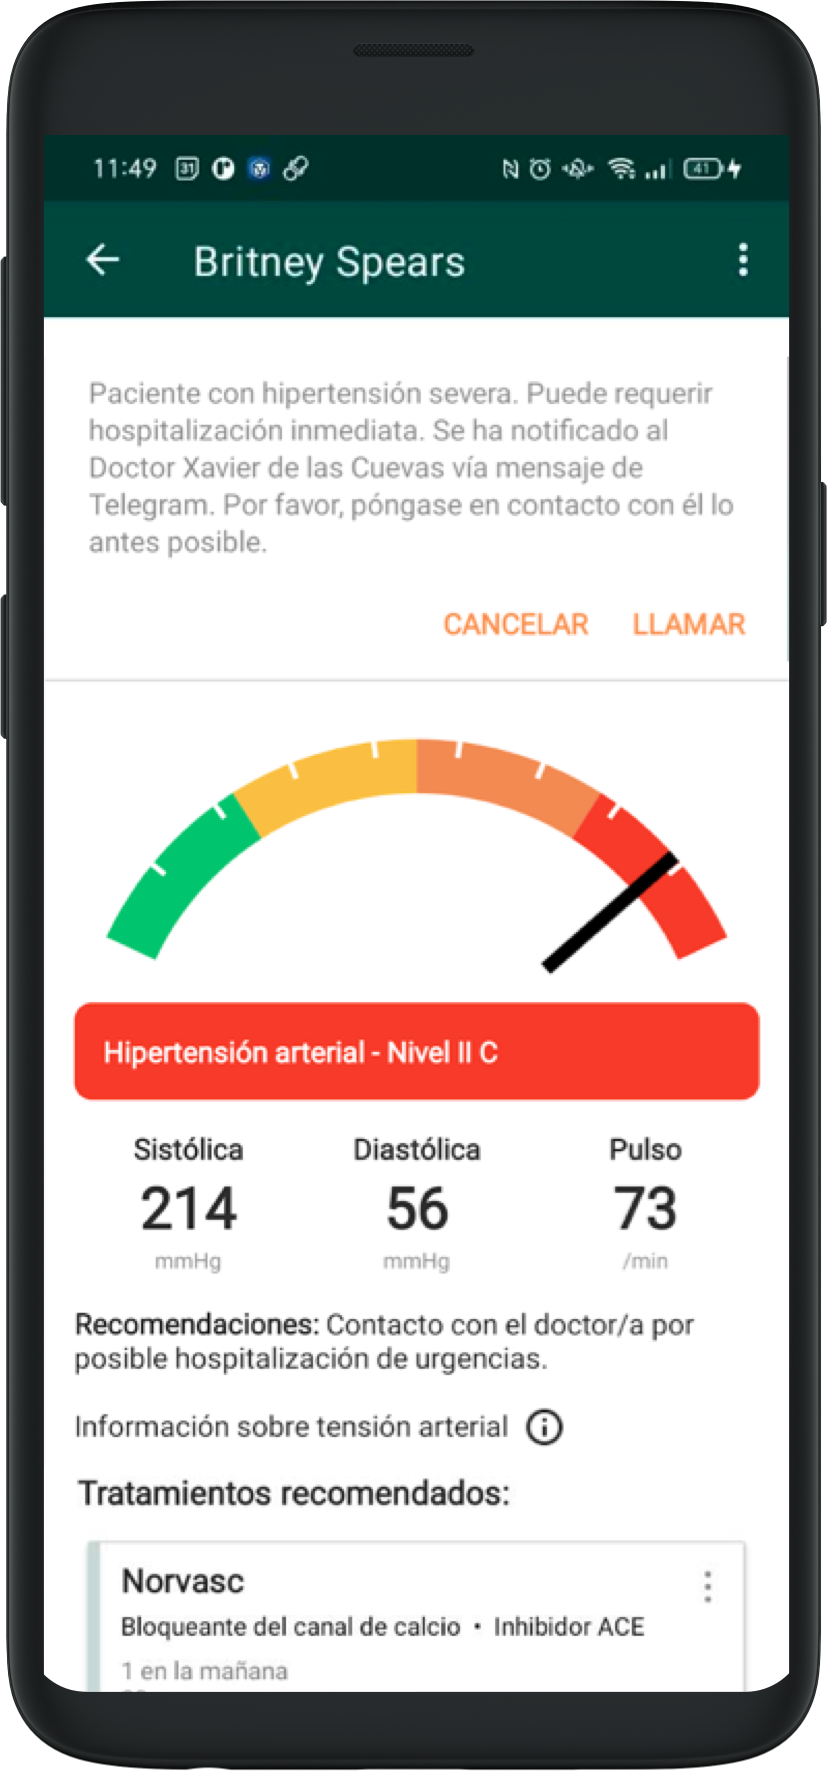 11:49 31 41
Britney Spears
Paciente con hipertensión severa. Puede requerir
hospitalización inmediata. Se ha notificado al
Doctor Xavier de las Cuevas vía mensaje de
Telegram. Por favor, póngase en contacto con él lo
antes posible.
CANCELAR LLAMAR
Hipertensión arterial - Nivel II C
Sistólica Diastólica Pulso
214 56 73
mmHg mmHg /min
Recomendaciones: Contacto con el doctor/a por
posible hospitalización de urgencias.
Información sobre tensión arterial
Tratamientos recomendados:
Norvasc
Bloqueante del canal de calcio • Inhibidor ACE
1 en la mañana